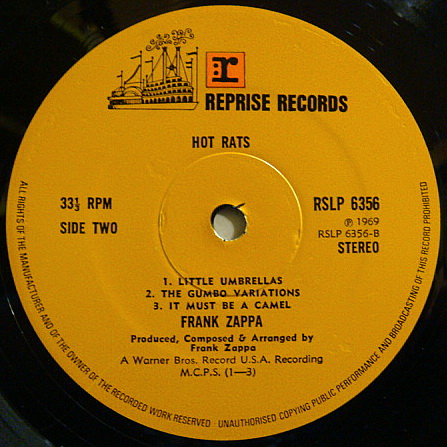 r:
REPRISE RECORDS
HOT RATS
33⅓ RPM
SIDE TWO
RSLP 6356
℗ 1969
RSLP 6356-B
STEREO
1. LITTLE UMBRELLAS
2. THE GUMBO VARIATIONS
3. IT MUST BE A CAMEL
FRANK ZAPPA
Produced, Composed & Arranged by
Frank Zappa
A Warner Bros. Record U.S.A. Recording
M.C.P.S. (1—3)
ALL RIGHTS OF THE MANUFACTURER AND OF THE OWNER OF THE RECORDED WORK RESERVED · UNAUTHORISED COPYING PUBLIC PERFORMANCE AND BROADCASTING OF THIS RECORD PROHIBITED